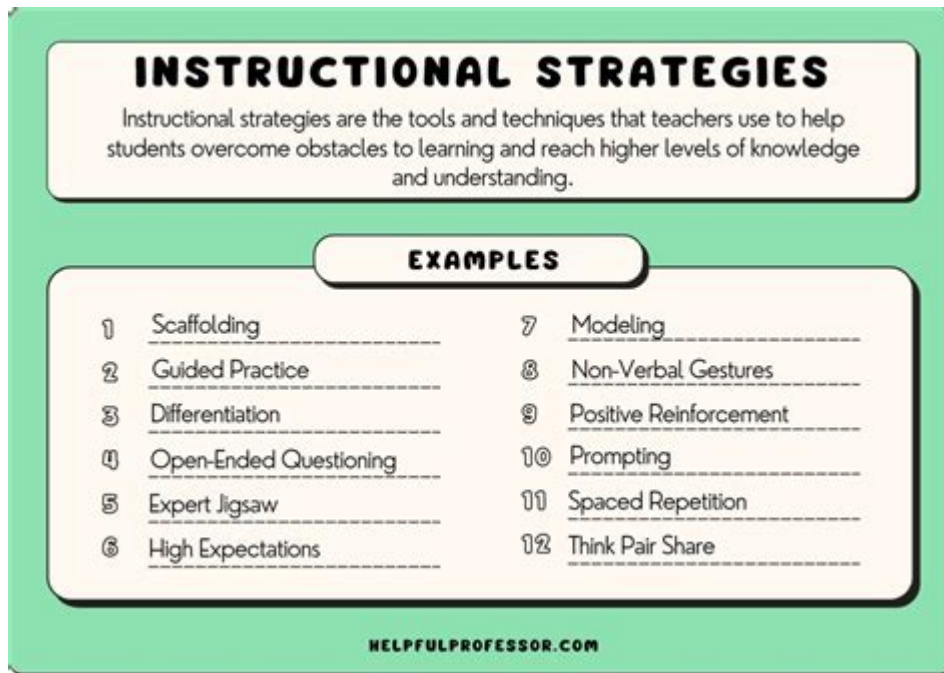 INSTRUCTIONAL STRATEGIES
Instructional strategies are the tools and techniques that teachers use to help
students overcome obstacles to learning and reach higher levels of knowledge
and understanding.
EXAMPLES
1 Scaffolding
2 Guided Practice
3 Differentiation
4 Open-Ended Questioning
5 Expert Jigsaw
6 High Expectations
7 Modeling
8 Non-Verbal Gestures
9 Positive Reinforcement
10 Prompting
11 Spaced Repetition
12 Think Pair Share
HELPFULPROFESSOR.COM